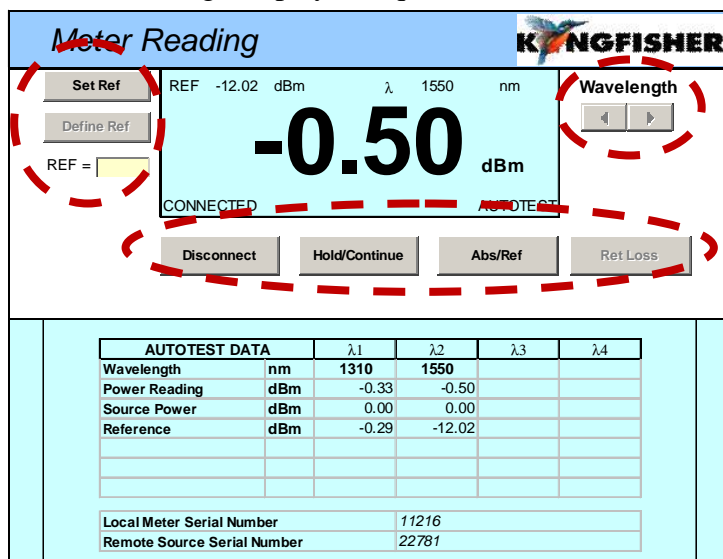 Meter Reading
KINGFISHER
Set Ref
REF -12.02 dBm λ 1550 nm
Wavelength
Define Ref
-0.50 dBm
REF =
CONNECTED AUTOTEST
Disconnect Hold/Continue Abs/Ref Ret Loss
AUTOTEST DATA λ1 λ2 λ3 λ4
Wavelength nm 1310 1550
Power Reading dBm -0.33 -0.50
Source Power dBm 0.00 0.00
Reference dBm -0.29 -12.02
Local Meter Serial Number 11216
Remote Source Serial Number 22781